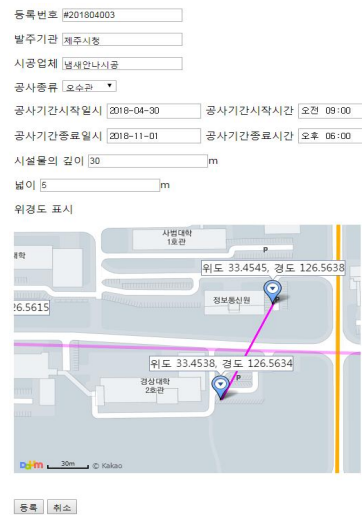 등록번호 #201804003
발주기관 제주시청
시공업체 냄새안나시공
공사종류 오수관
공사기간시작일시 2018-04-30 공사기간시작시간 오전 09:00
공사기간종료일시 2018-11-01 공사기간종료시간 오후 06:00
시설물의 깊이 30 m
넓이 5 m
위경도 표시
사범대학
1호관
P
위도 33.4545, 경도 126.5638
정보통신원
P
26.5615
위도 33.4538, 경도 126.5634
P
경상대학
2호관
Daum 30m © Kakao
등록 취소